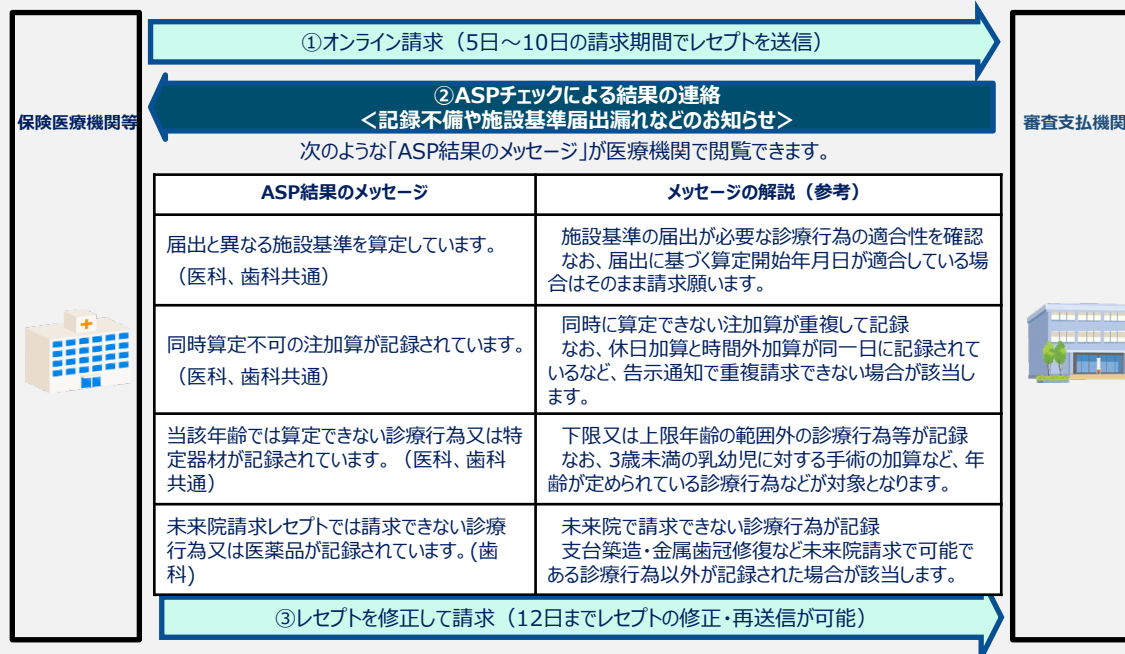 ①オンライン請求（5日～10日の請求期間でレセプトを送信）
②ASPチェックによる結果の連絡
＜記録不備や施設基準届出漏れなどのお知らせ＞
保険医療機関等
審査支払機関
次のような「ASP結果のメッセージ」が医療機関で閲覧できます。
ASP結果のメッセージ
メッセージの解説（参考）
届出と異なる施設基準を算定しています。
（医科、歯科共通）
施設基準の届出が必要な診療行為の適合性を確認
なお、届出に基づく算定開始年月日が適合している場
合はそのまま請求願います。
同時算定不可の注加算が記録されています。
（医科、歯科共通）
同時に算定できない注加算が重複して記録
なお、休日加算と時間外加算が同一日に記録されて
いるなど、告示通知で重複請求できない場合が該当し
ます。
当該年齢では算定できない診療行為又は特
定器材が記録されています。（医科、歯科
共通）
下限又は上限年齢の範囲外の診療行為等が記録
なお、3歳未満の乳幼児に対する手術の加算など、年
齢が定められている診療行為などが対象となります。
未来院請求レセプトでは請求できない診療
行為又は医薬品が記録されています。(歯
科)
未来院で請求できない診療行為が記録
支台築造・金属歯冠修復など未来院請求で可能で
ある診療行為以外が記録された場合が該当します。
③レセプトを修正して請求（12日までレセプトの修正・再送信が可能）